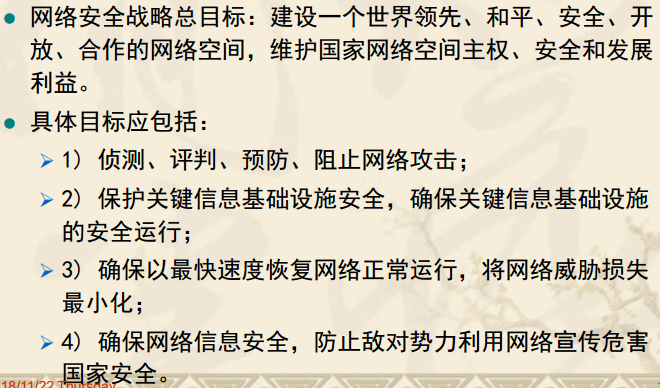 网络安全战略总目标：建设一个世界领先、和平、安全、开
放、合作的网络空间，维护国家网络空间主权、安全和发展
利益。
具体目标应包括：
1) 侦测、评判、预防、阻止网络攻击；
2) 保护关键信息基础设施安全，确保关键信息基础设施
的安全运行；
3) 确保以最快速度恢复网络正常运行，将网络威胁损失
最小化；
4) 确保网络信息安全，防止敌对势力利用网络宣传危害
国家安全。
18/11/22 Thursday